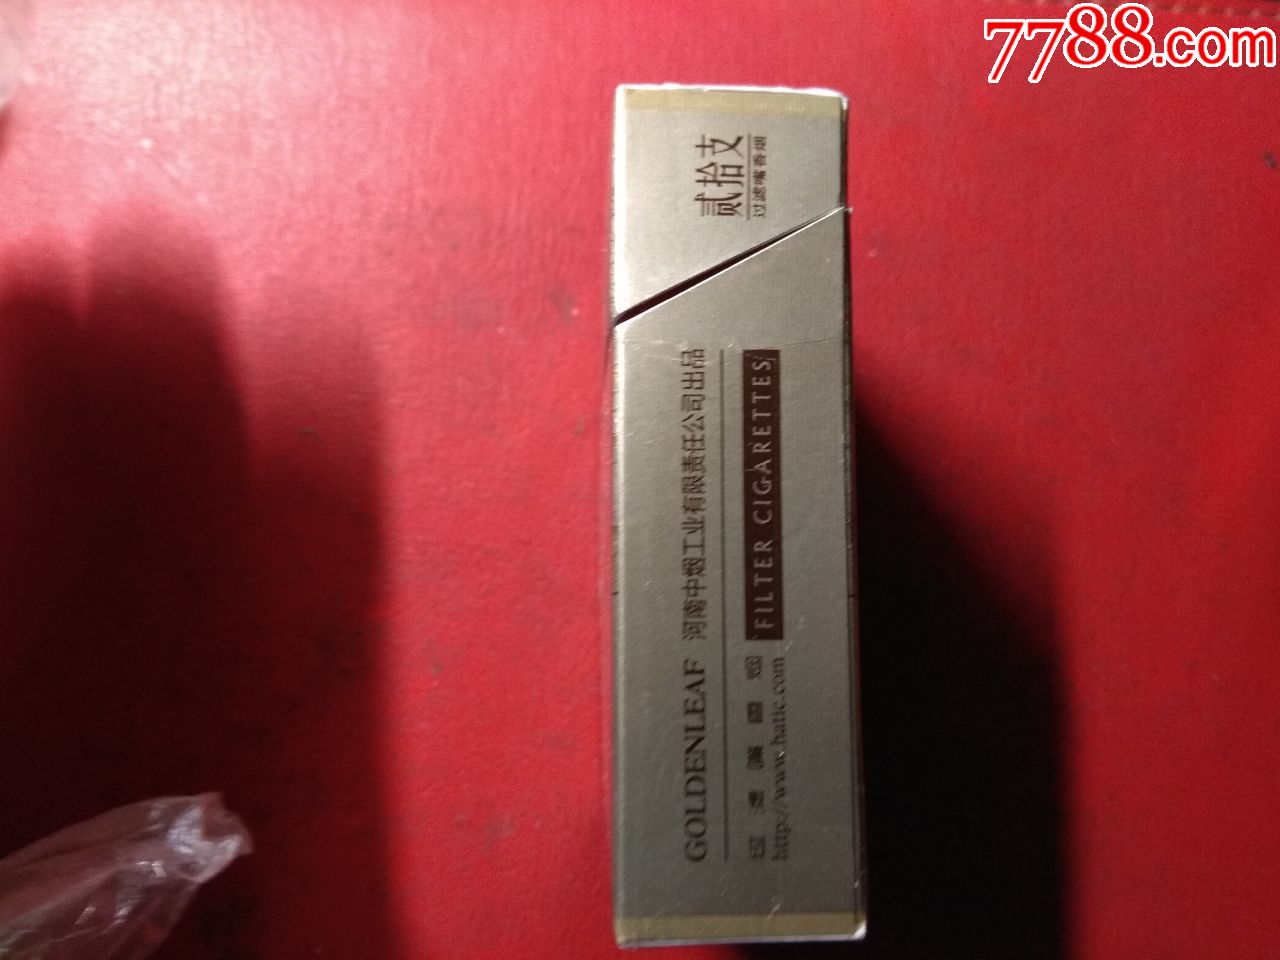 7788.com
贰拾支
过滤嘴香烟
GOLDENLEAF 河南中烟工业有限责任公司出品
过滤嘴香烟 FILTER CIGARETTES
http://www.hatic.com